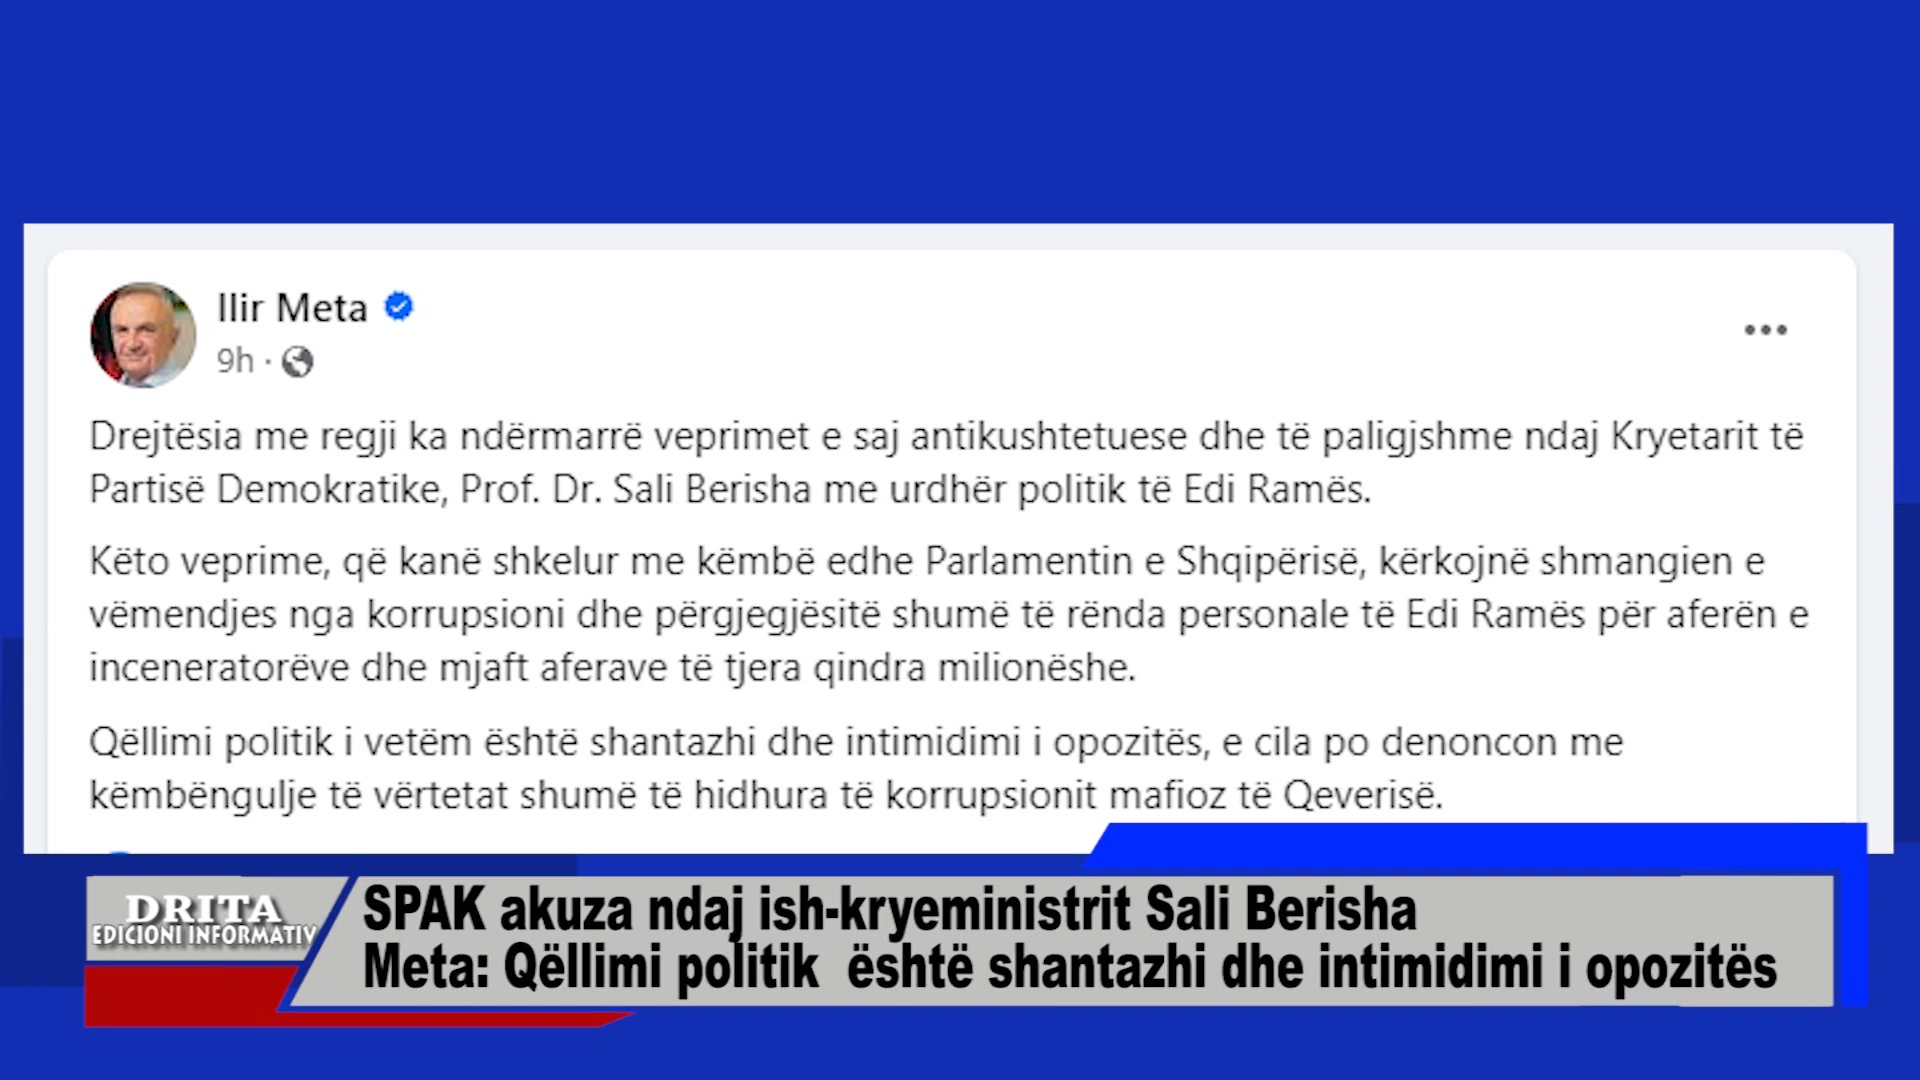 Ilir Meta
9h ·
Drejtësia me regji ka ndërmarrë veprimet e saj antikushtetuese dhe të paligjshme ndaj Kryetarit të
Partisë Demokratike, Prof. Dr. Sali Berisha me urdhër politik të Edi Ramës.
Këto veprime, që kanë shkelur me këmbë edhe Parlamentin e Shqipërisë, kërkojnë shmangien e
vëmendjes nga korrupsioni dhe përgjegjësitë shumë të rënda personale të Edi Ramës për aferën e
inceneratorëve dhe mjaft aferave të tjera qindra milionëshe.
Qëllimi politik i vetëm është shantazhi dhe intimidimi i opozitës, e cila po denoncon me
këmbëngulje të vërtetat shumë të hidhura të korrupsionit mafioz të Qeverisë.
DRITA
EDICIONI INFORMATIV
SPAK akuza ndaj ish-kryeministrit Sali Berisha
Meta: Qëllimi politik  është shantazhi dhe intimidimi i opozitës